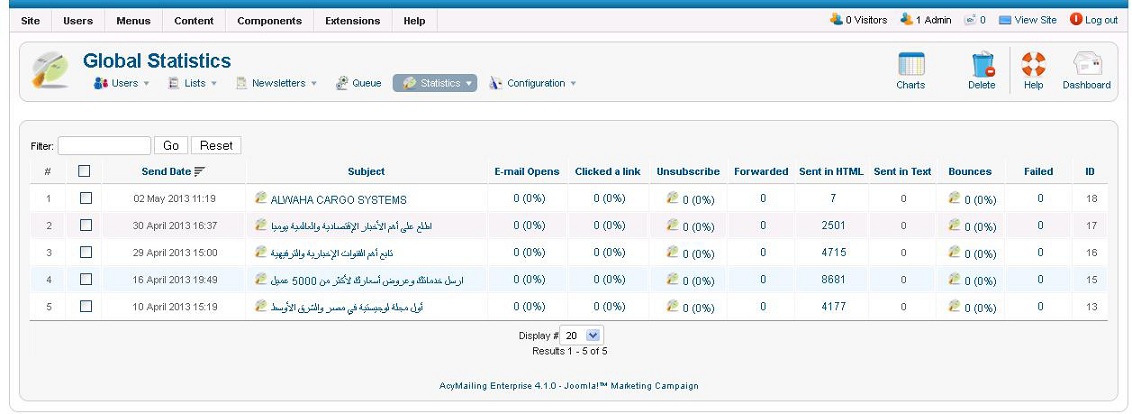 Site Users Menus Content Components Extensions Help 0 Visitors 1 Admin 0 View Site Log out
Global Statistics
Users Lists Newsletters Queue Statistics Configuration Charts Delete Help Dashboard
Filter: Go Reset
# Send Date Subject E-mail Opens Clicked a link Unsubscribe Forwarded Sent in HTML Sent in Text Bounces Failed ID
1 02 May 2013 11:19 ALWAHA CARGO SYSTEMS 0 (0%) 0 (0%) 0 (0%) 0 7 0 0 (0%) 0 18
2 30 April 2013 16:37 اطلع على أهم الأخبار الإقتصادية والعالمية يوميا 0 (0%) 0 (0%) 0 (0%) 0 2501 0 0 (0%) 0 17
3 29 April 2013 15:00 تابع أهم القنوات الإخبارية والترفيهية 0 (0%) 0 (0%) 0 (0%) 0 4715 0 0 (0%) 0 16
4 16 April 2013 19:49 ارسل خدماتك وعروض أسعارك لأكثر من 5000 عميل 0 (0%) 0 (0%) 0 (0%) 0 8681 0 0 (0%) 0 15
5 10 April 2013 15:19 أول مجلة لوجيستية في مصر والشرق الأوسط 0 (0%) 0 (0%) 0 (0%) 0 4177 0 0 (0%) 0 13
Display # 20
Results 1 - 5 of 5
AcyMailing Enterprise 4.1.0 - Joomla!™ Marketing Campaign